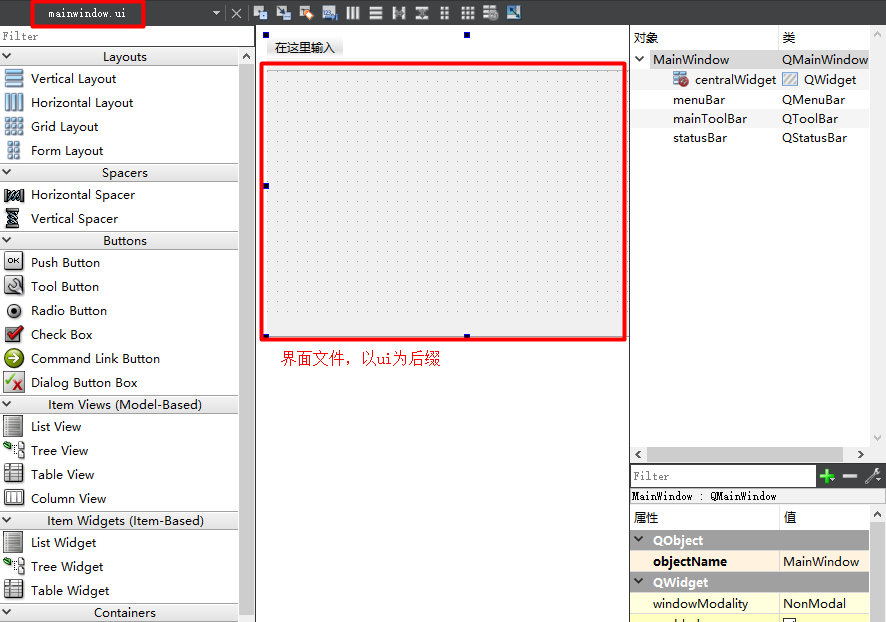 mainwindow.ui
Filter
Layouts
Vertical Layout
Horizontal Layout
Grid Layout
Form Layout
Spacers
Horizontal Spacer
Vertical Spacer
Buttons
Push Button
Tool Button
Radio Button
Check Box
Command Link Button
Dialog Button Box
Item Views (Model-Based)
List View
Tree View
Table View
Column View
Item Widgets (Item-Based)
List Widget
Tree Widget
Table Widget
Containers
在这里输入
界面文件，以ui为后缀
对象 类
MainWindow QMainWindow
centralWidget QWidget
menuBar QMenuBar
mainToolBar QToolBar
statusBar QStatusBar
Filter
MainWindow : QMainWindow
属性 值
QObject
objectName MainWindow
QWidget
windowModality NonModal